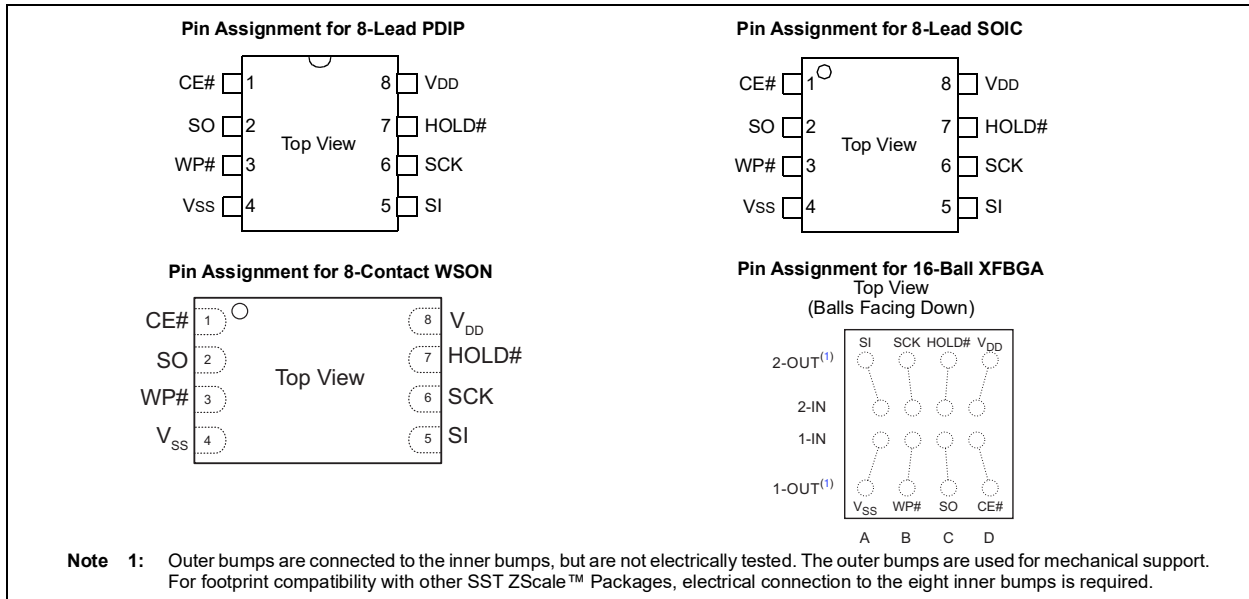 Pin Assignment for 8-Lead PDIP
CE# 1 8 VDD
SO 2 7 HOLD#
Top View
WP# 3 6 SCK
VSS 4 5 SI
Pin Assignment for 8-Lead SOIC
CE# 1 8 VDD
SO 2 7 HOLD#
Top View
WP# 3 6 SCK
VSS 4 5 SI
Pin Assignment for 8-Contact WSON
CE# 1 8 VDD
SO 2 7 HOLD#
Top View
WP# 3 6 SCK
VSS 4 5 SI
Pin Assignment for 16-Ball XFBGA
Top View
(Balls Facing Down)
SI SCK HOLD# VDD
2-OUT(1)
2-IN
1-IN
1-OUT(1)
VSS WP# SO CE#
A B C D
Note 1: Outer bumps are connected to the inner bumps, but are not electrically tested. The outer bumps are used for mechanical support.
For footprint compatibility with other SST ZScale™ Packages, electrical connection to the eight inner bumps is required.